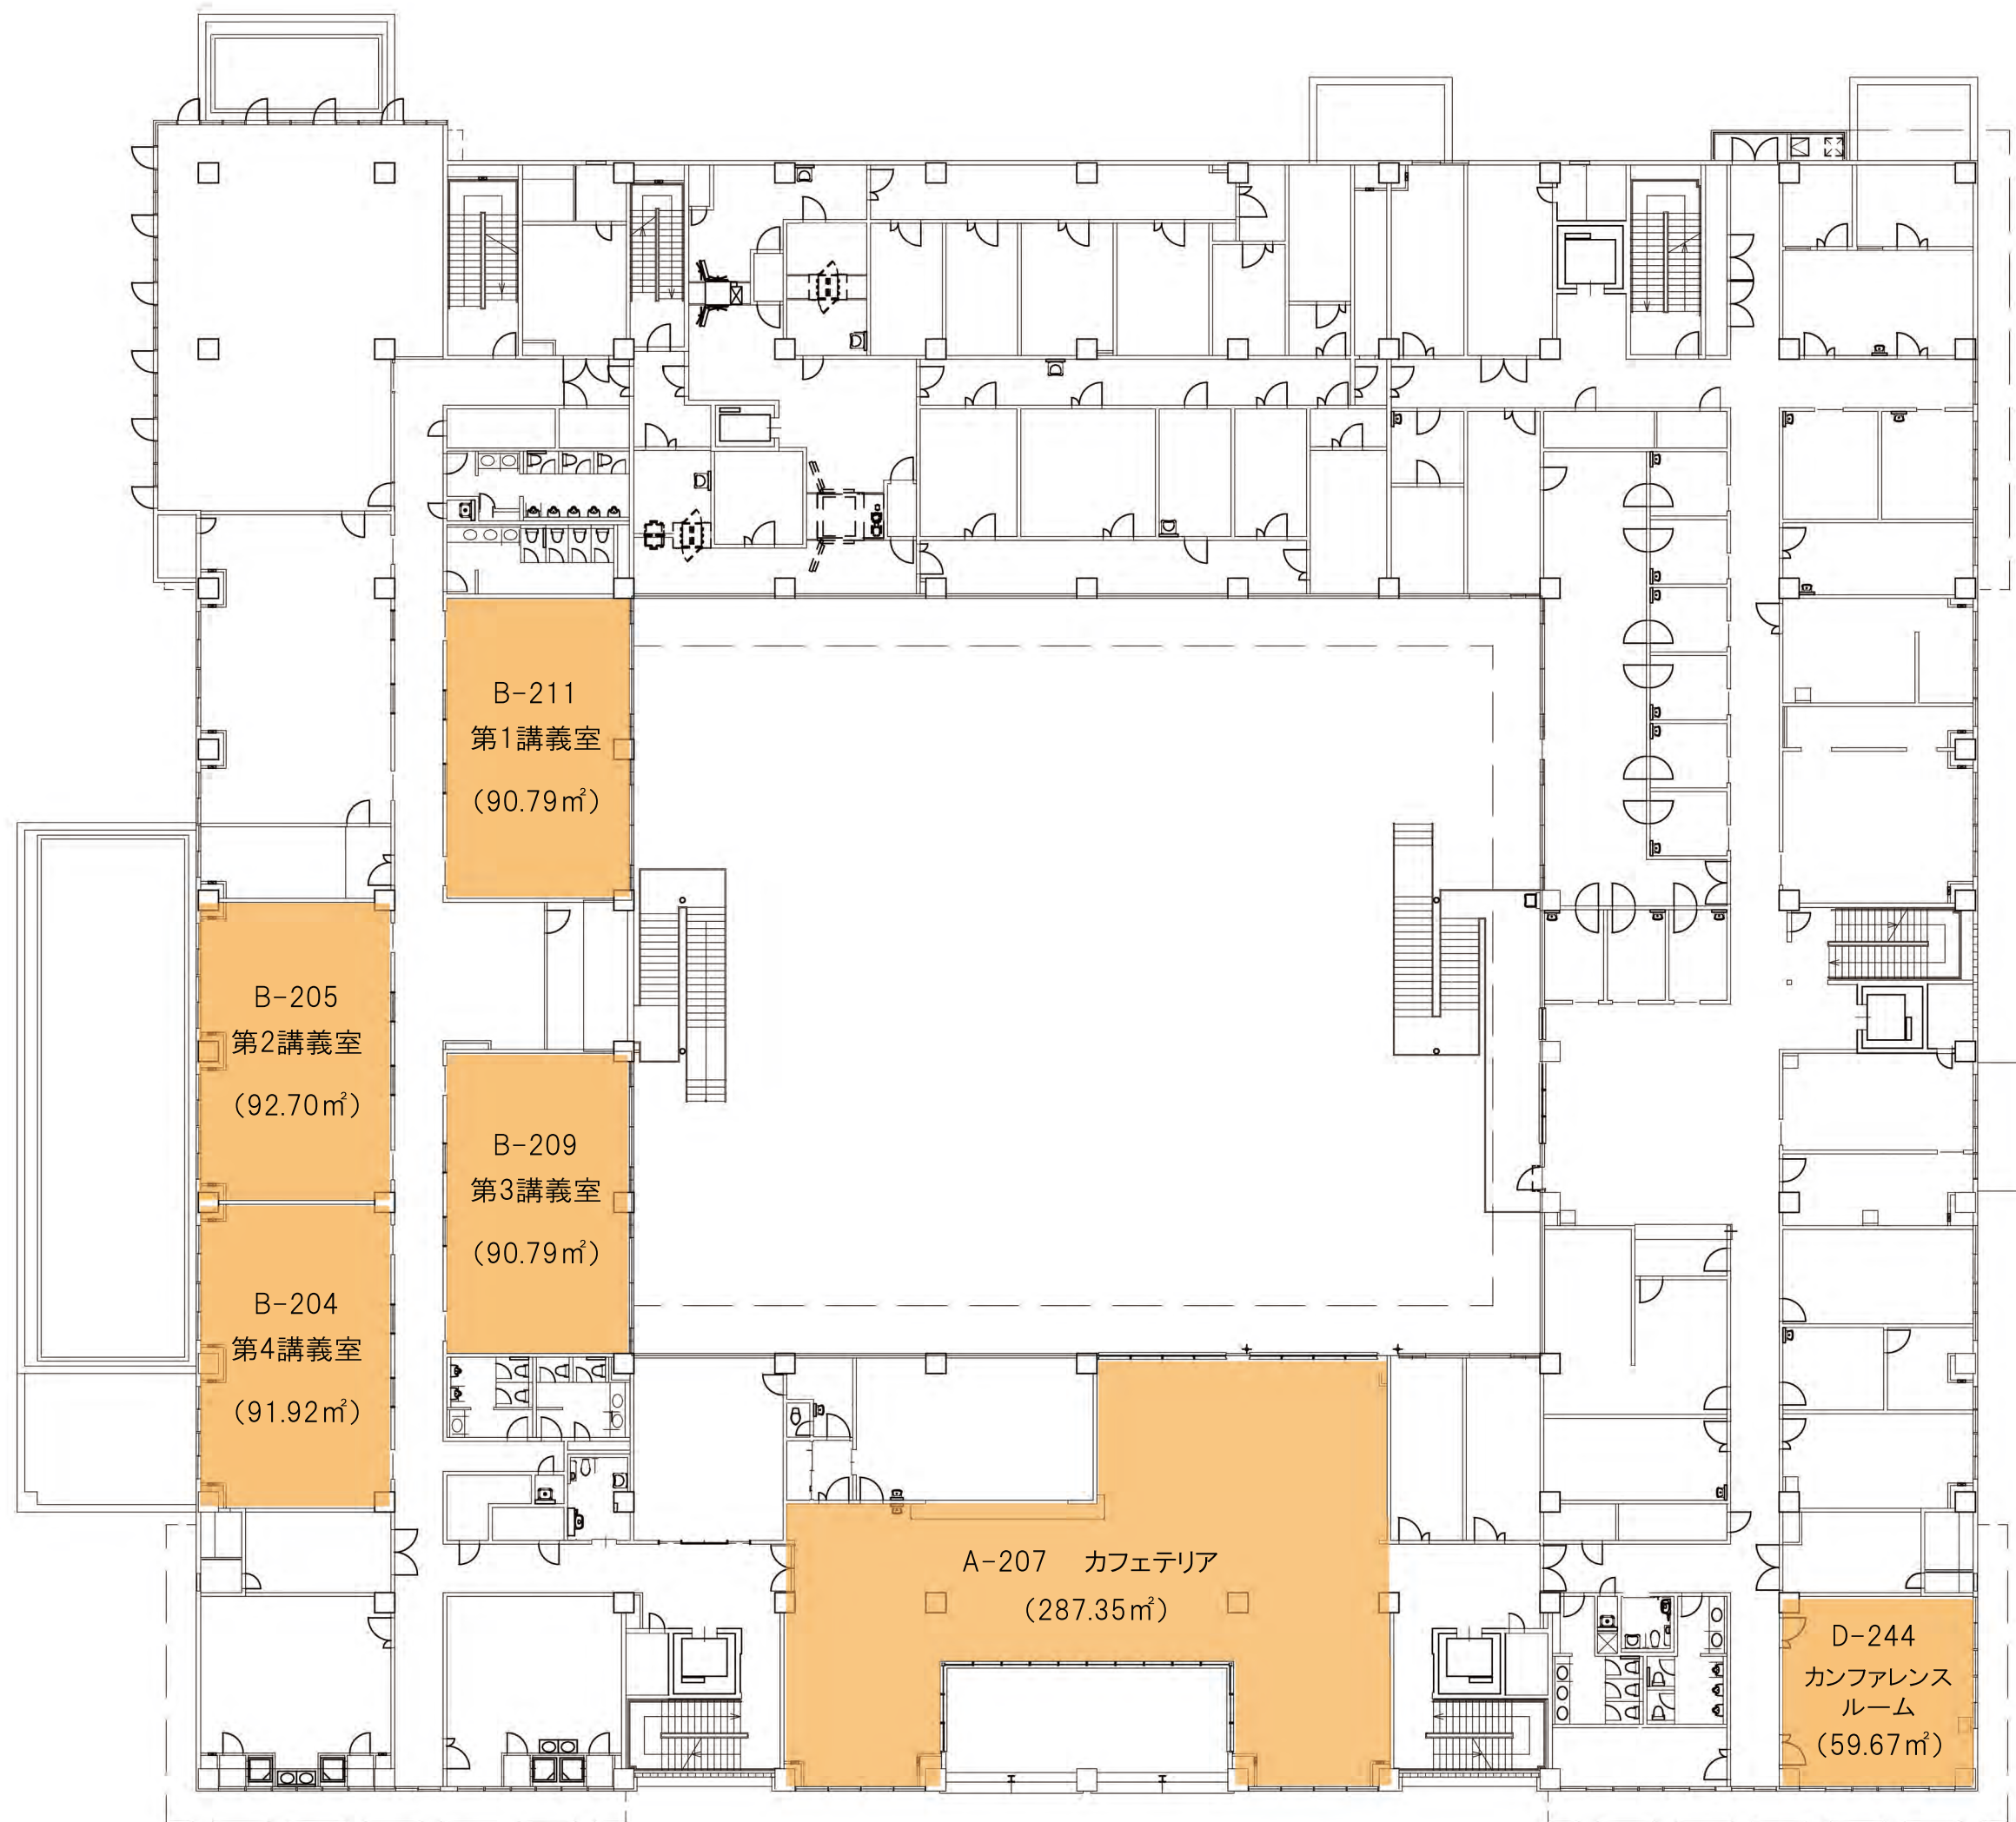 B-211
第1講義室
(90.79㎡)
B-205
第2講義室
(92.70㎡)
B-209
第3講義室
(90.79㎡)
B-204
第4講義室
(91.92㎡)
A-207 カフェテリア
(287.35㎡)
D-244
カンファレンス
ルーム
(59.67㎡)